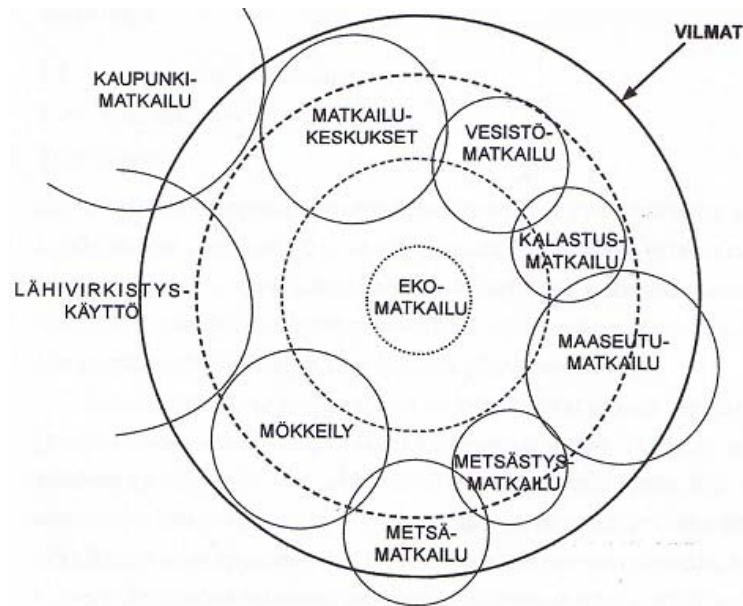 VILMAT
KAUPUNKI-
MATKAILU
MATKAILU-
KESKUKSET
VESISTÖ-
MATKAILU
KALASTUS-
MATKAILU
LÄHIVIRKISTYS-
KÄYTTÖ
EKO-
MATKAILU
MAASEUTU-
MATKAILU
MÖKKEILY
METSÄSTYS-
MATKAILU
METSÄ-
MATKAILU